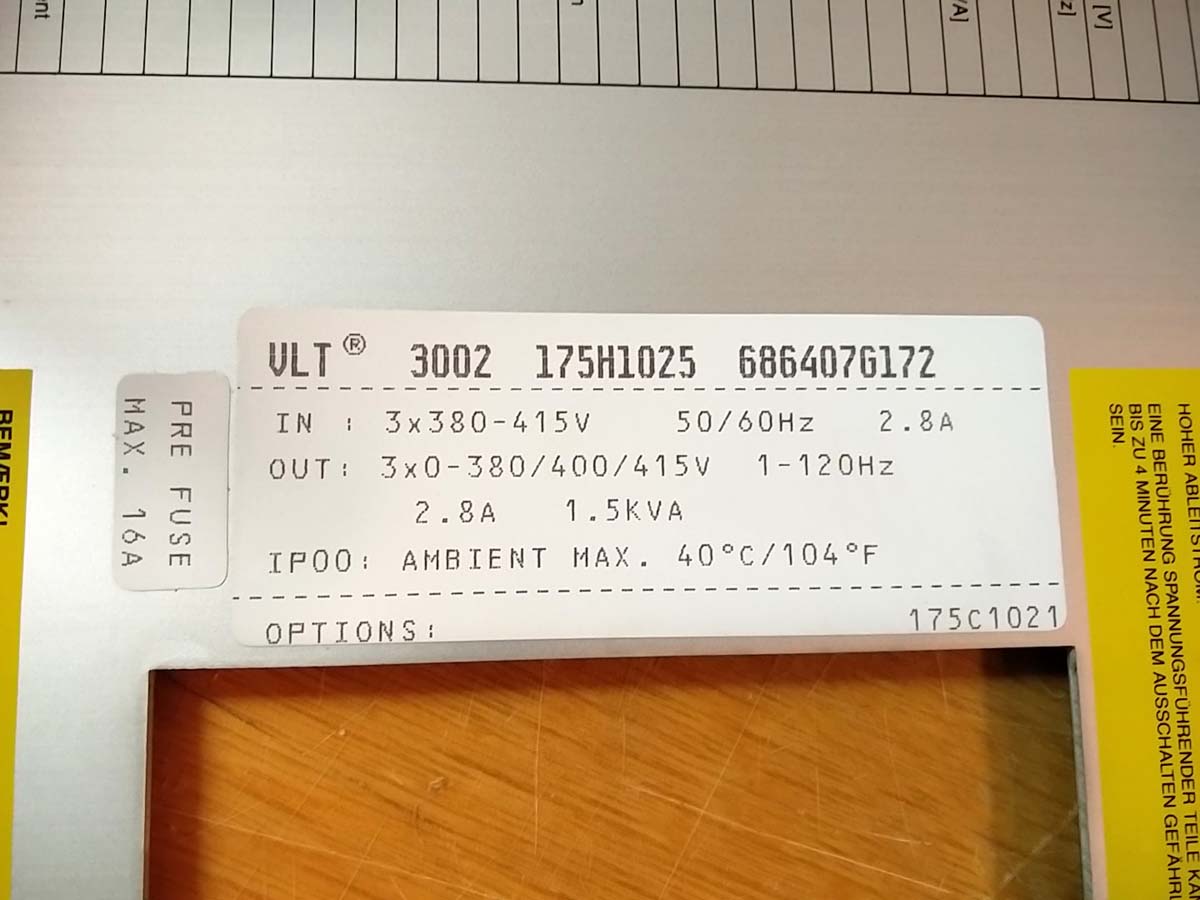 [V]
VLT® 3002 175H1025 686407G172
IN : 3x380-415V 50/60Hz 2.8A
OUT: 3x0-380/400/415V 1-120Hz
2.8A 1.5KVA
IP00: AMBIENT MAX. 40°C/104°F
OPTIONS: 175C1021
PRE FUSE
MAX. 16A
HOHER ABLEITSTROM.
EINE BERÜHRUNG SPANNUNGSFÜHRENDER TEILE
BIS ZU 4 MINUTEN NACH DEM AUSSCHALTEN
SEIN.